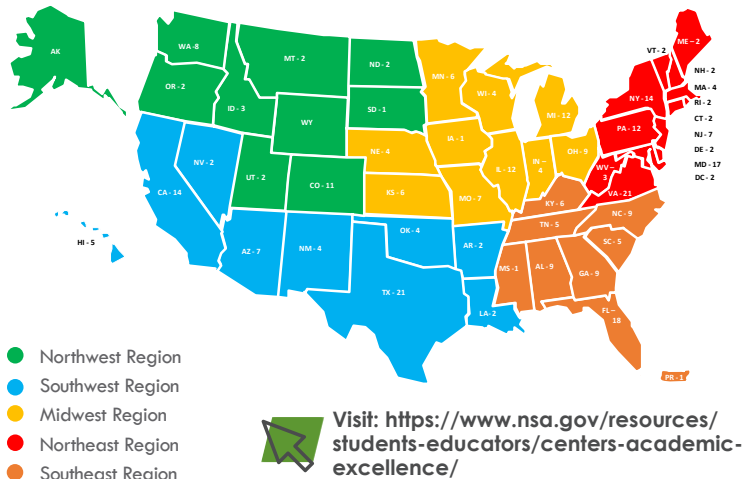 AK
WA-8
OR - 2
ID - 3
MT - 2
WY
ND - 2
SD - 1
UT - 2
CO - 11
CA - 14
NV - 2
AZ - 7
NM - 4
HI - 5
OK - 4
TX - 21
AR - 2
LA-2
MN - 6
WI - 4
MI - 12
IA - 1
NE - 4
KS - 6
MO - 7
IL - 12
IN –
4
OH - 9
KY - 6
TN - 5
MS -1
AL - 9
GA - 9
NC - 9
SC - 5
FL –
18
PR - 1
VT - 2
ME – 2
NH - 2
MA - 4
RI - 2
CT - 2
NJ - 7
DE - 2
MD - 17
DC - 2
NY - 14
PA - 12
WV –
3
VA - 21
Northwest Region
Southwest Region
Midwest Region
Northeast Region
Southeast Region
Visit: https://www.nsa.gov/resources/
students-educators/centers-academic-
excellence/